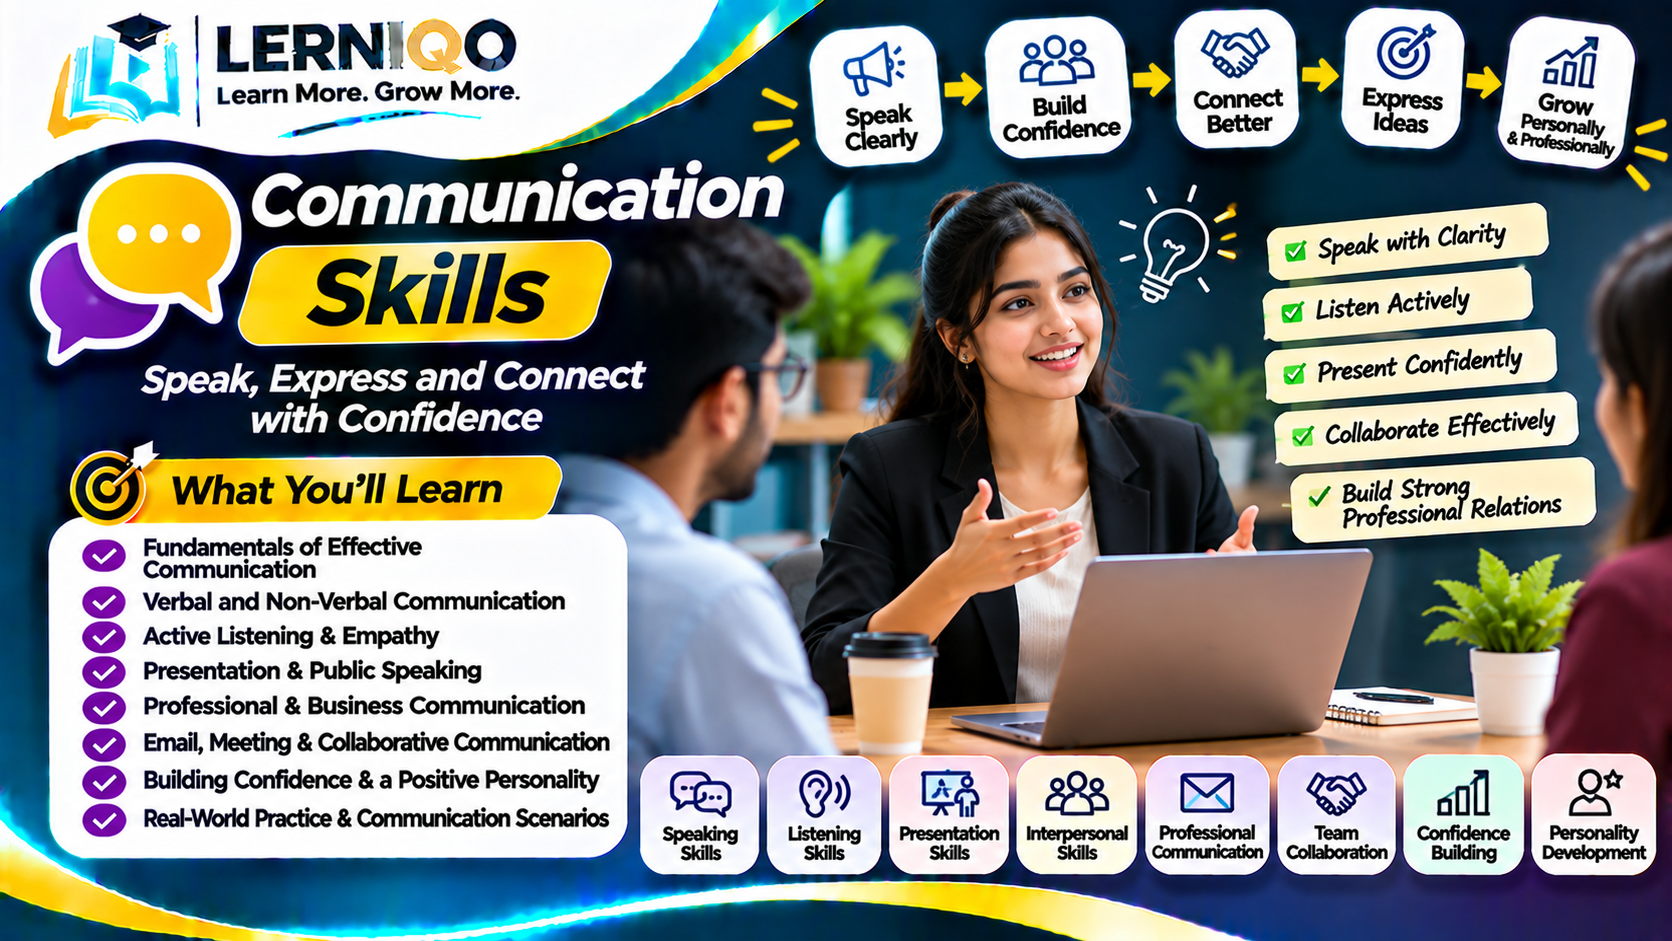 LERNIQO
Learn More. Grow More.
Speak
Clearly
Build
Confidence
Connect
Better
Express
Ideas
Grow
Personally
& Professionally
Communication
Skills
Speak, Express and Connect
with Confidence
What You'll Learn
Fundamentals of Effective
Communication
Verbal and Non-Verbal Communication
Active Listening & Empathy
Presentation & Public Speaking
Professional & Business Communication
Email, Meeting & Collaborative Communication
Building Confidence & a Positive Personality
Real-World Practice & Communication Scenarios
Speak with Clarity
Listen Actively
Present Confidently
Collaborate Effectively
Build Strong
Professional Relations
Speaking
Skills
Listening
Skills
Presentation
Skills
Interpersonal
Skills
Professional
Communication
Team
Collaboration
Confidence
Building
Personality
Development